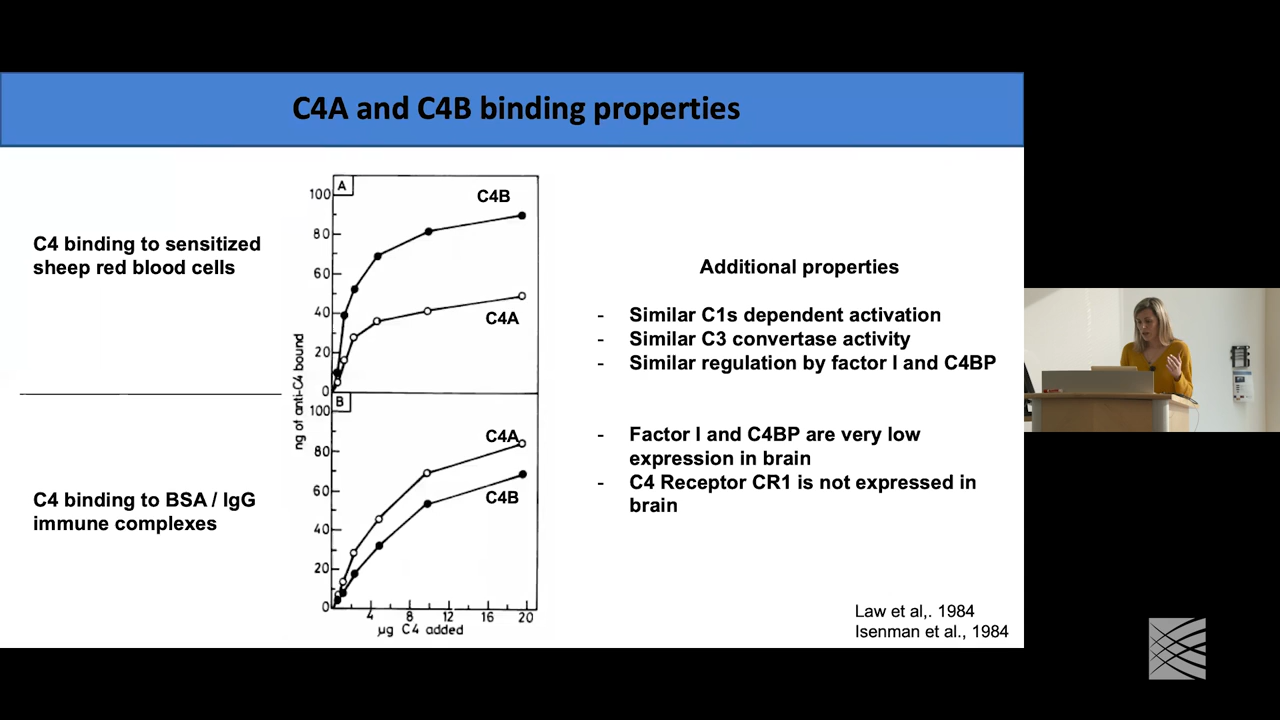 C4A and C4B binding properties
C4 binding to sensitized
sheep red blood cells
C4 binding to BSA / IgG
immune complexes
A
100
80
60
40
20
0
C4B
C4A
B
100
80
60
40
20
0
C4A
C4B
4
8
12
16
20
µg C4 added
ng of anti-C4 bound
Additional properties
- Similar C1s dependent activation
- Similar C3 convertase activity
- Similar regulation by factor I and C4BP
- Factor I and C4BP are very low
expression in brain
- C4 Receptor CR1 is not expressed in
brain
Law et al,. 1984
Isenman et al., 1984